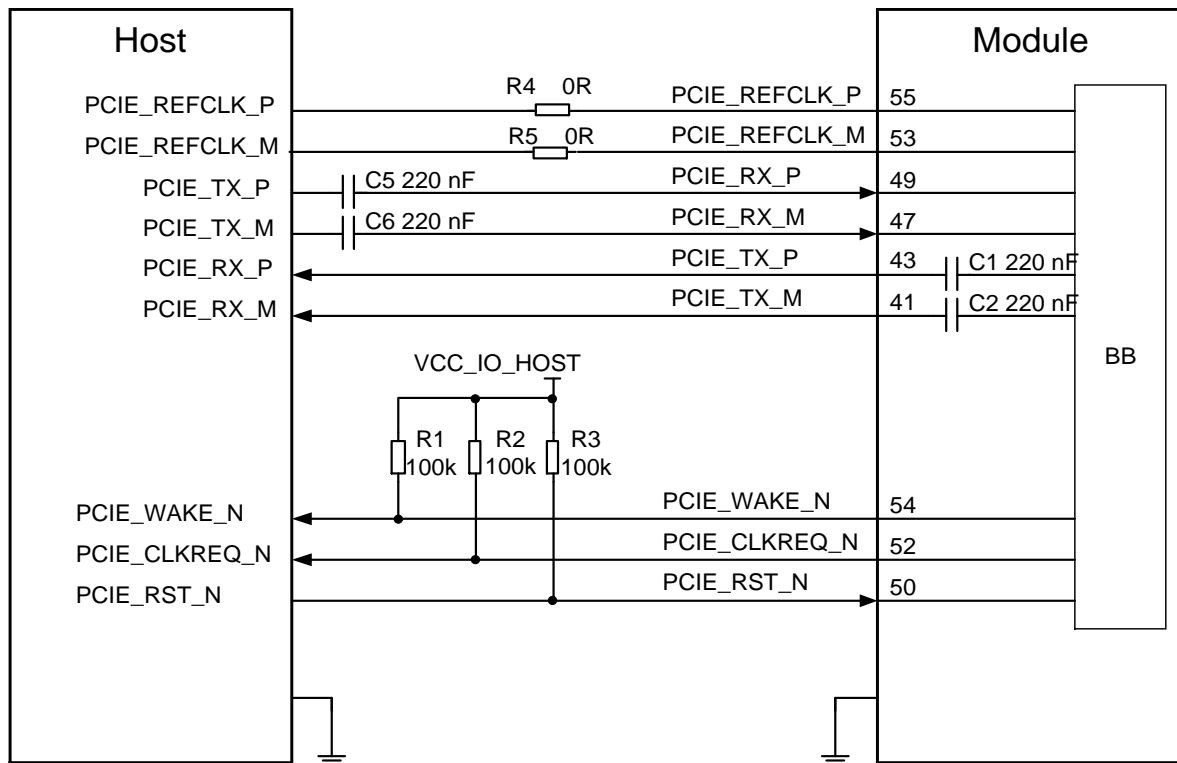 Host
Module
PCIE_REFCLK_P
R4 0R
PCIE_REFCLK_P
55
PCIE_REFCLK_M
R5 0R
PCIE_REFCLK_M
53
PCIE_TX_P
C5 220 nF
PCIE_RX_P
49
PCIE_TX_M
C6 220 nF
PCIE_RX_M
47
PCIE_RX_P
PCIE_TX_P
43
C1 220 nF
PCIE_RX_M
PCIE_TX_M
41
C2 220 nF
BB
VCC_IO_HOST
R1
100k
R2
100k
R3
100k
PCIE_WAKE_N
PCIE_WAKE_N
54
PCIE_CLKREQ_N
PCIE_CLKREQ_N
52
PCIE_RST_N
PCIE_RST_N
50